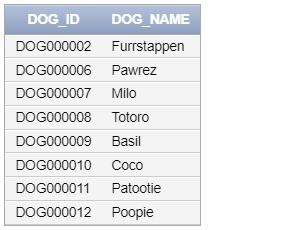 DOG_ID DOG_NAME
DOG000002 Furrstappen
DOG000006 Pawrez
DOG000007 Milo
DOG000008 Totoro
DOG000009 Basil
DOG000010 Coco
DOG000011 Patootie
DOG000012 Poopie